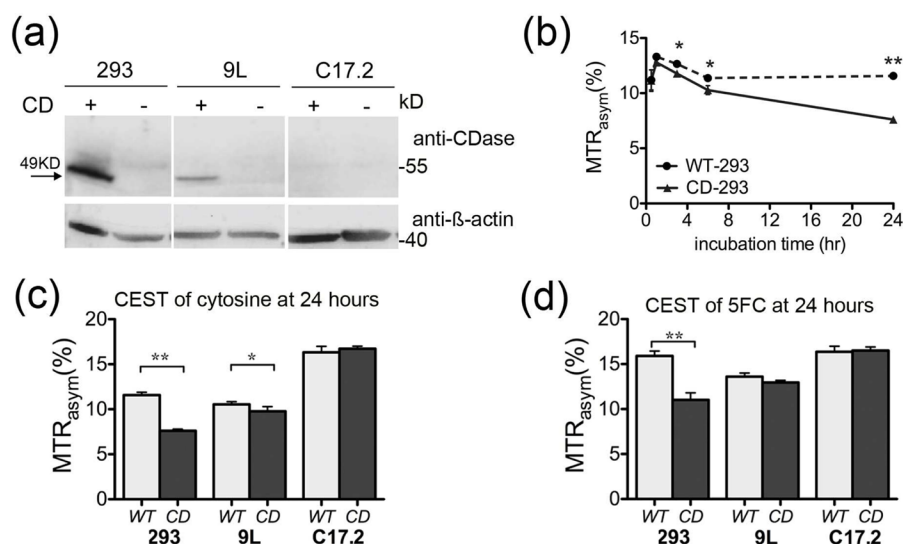 (a)
293 9L C17.2
CD + - + - + - kD
anti-CDase
49KD
-55
anti-ß-actin
-40
(b)
MTRasym(%)
15
10
5
0
WT-293
CD-293
* * **
0 4 8 12 16 20 24
incubation time (hr)
(c)
CEST of cytosine at 24 hours
MTRasym(%)
20
15
10
5
0
** *
WT CD WT CD WT CD
293 9L C17.2
(d)
CEST of 5FC at 24 hours
MTRasym(%)
20
15
10
5
0
**
WT CD WT CD WT CD
293 9L C17.2